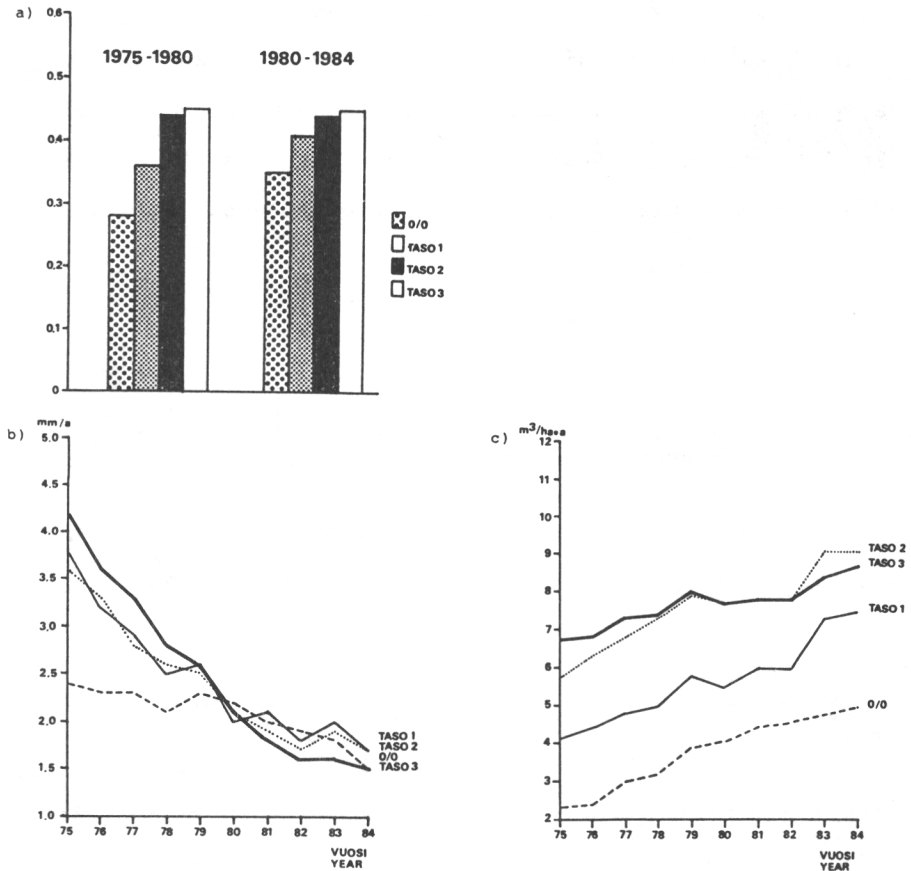 a)
0.6
1975-1980 1980-1984
0.5
0.4
0.3
0.2
0.1
0
0/0
TASO 1
TASO 2
TASO 3
b)
mm/a
5.0
4.5
4.0
3.5
3.0
2.5
2.0
1.5
1.0
TASO 1
TASO 2
0/0
TASO 3
75 76 77 78 79 80 81 82 83 84
VUOSI
YEAR
c)
m³/ha•a
12
11
10
9
8
7
6
5
4
3
2
TASO 2
TASO 3
TASO 1
0/0
75 76 77 78 79 80 81 82 83 84
VUOSI
YEAR